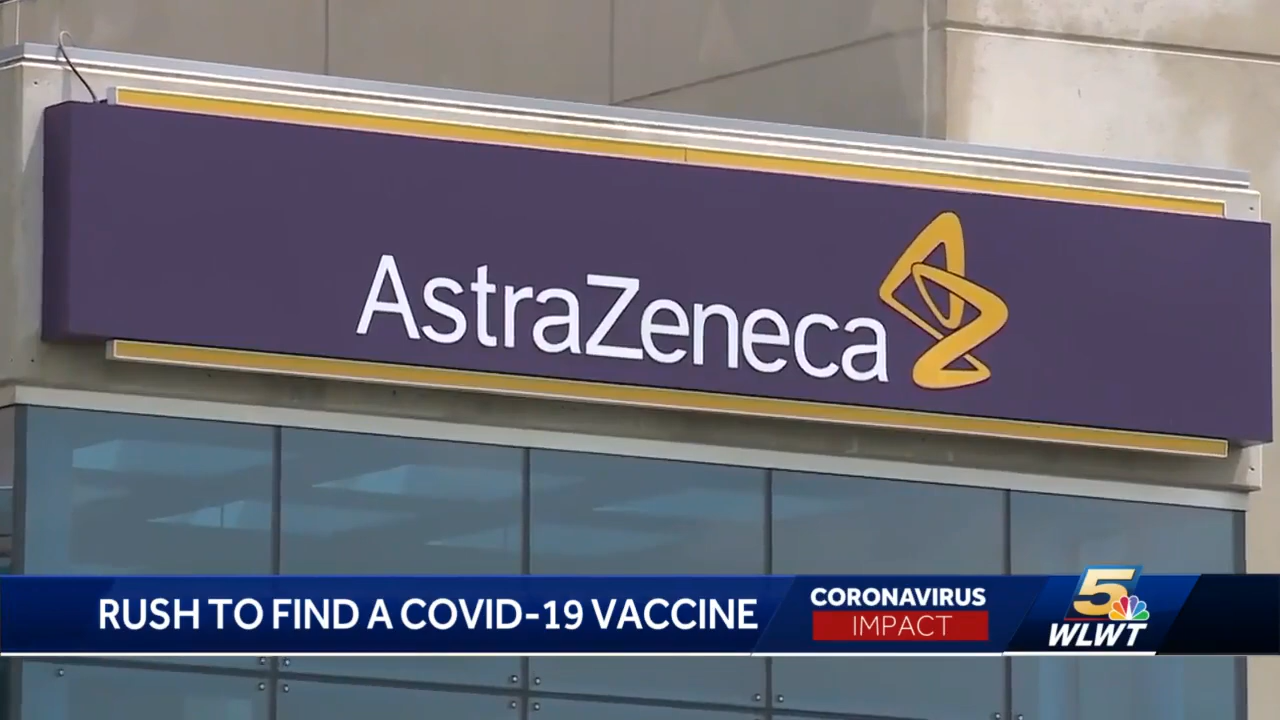 AstraZeneca
RUSH TO FIND A COVID-19 VACCINE
CORONAVIRUS
IMPACT
5
WLWT